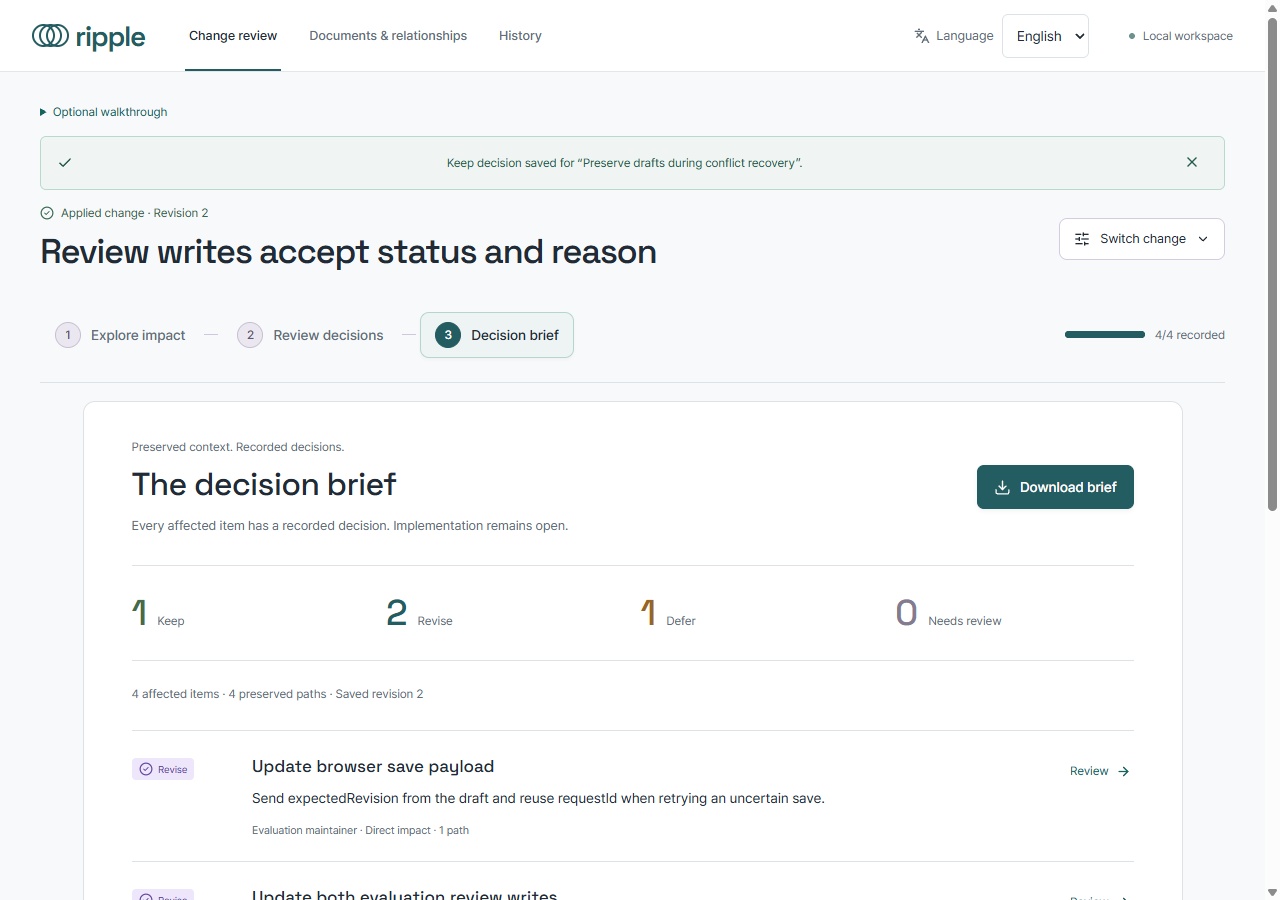 ripple
Change review
Documents & relationships
History
Language
English
Local workspace
Optional walkthrough
Keep decision saved for “Preserve drafts during conflict recovery”.
Applied change · Revision 2
Review writes accept status and reason
Switch change
1 Explore impact
2 Review decisions
3 Decision brief
4/4 recorded
Preserved context. Recorded decisions.
The decision brief
Download brief
Every affected item has a recorded decision. Implementation remains open.
1 Keep
2 Revise
1 Defer
0 Needs review
4 affected items · 4 preserved paths · Saved revision 2
Revise
Update browser save payload
Review
Send expectedRevision from the draft and reuse requestId when retrying an uncertain save.
Evaluation maintainer · Direct impact · 1 path
Revise
Update both evaluation review writes
Review